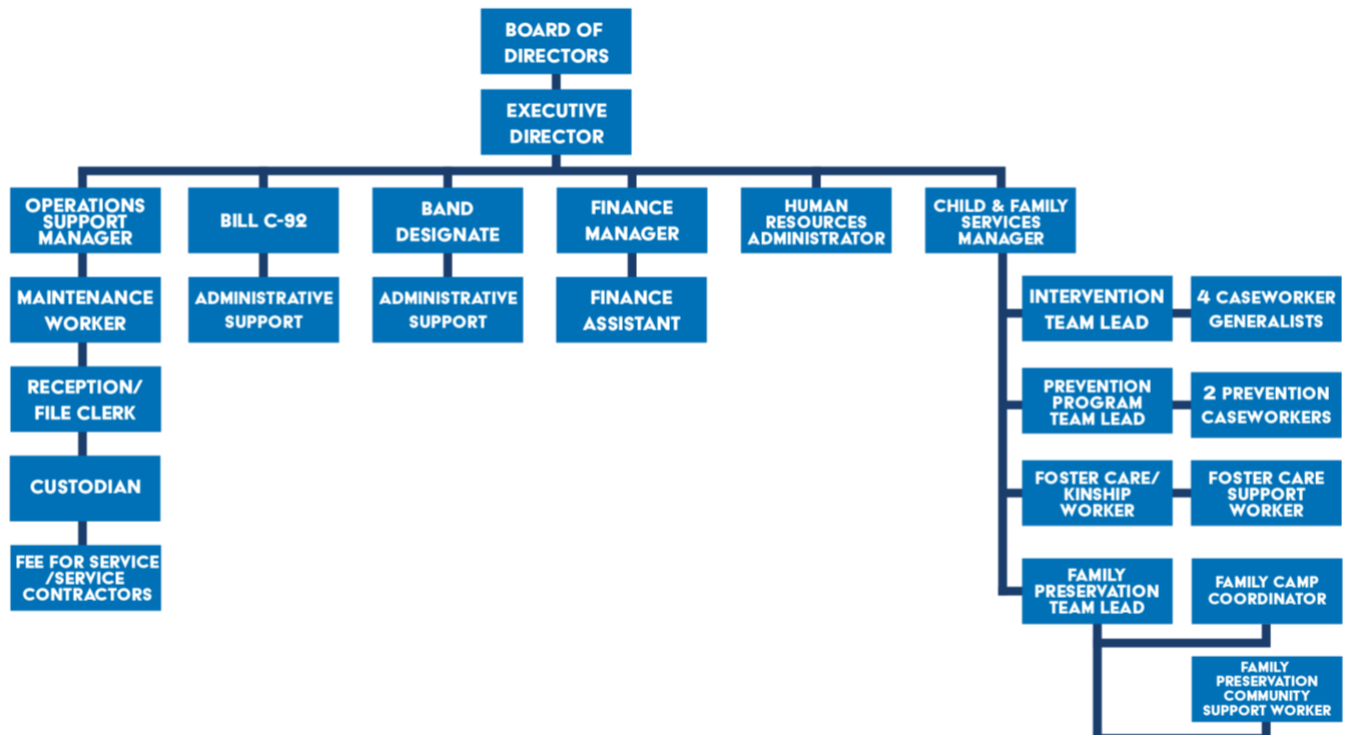 BOARD OF
DIRECTORS
EXECUTIVE
DIRECTOR
OPERATIONS
SUPPORT
MANAGER
BILL C-92
BAND
DESIGNATE
FINANCE
MANAGER
HUMAN
RESOURCES
ADMINISTRATOR
CHILD & FAMILY
SERVICES
MANAGER
MAINTENANCE
WORKER
ADMINISTRATIVE
SUPPORT
ADMINISTRATIVE
SUPPORT
FINANCE
ASSISTANT
INTERVENTION
TEAM LEAD
4 CASEWORKER
GENERALISTS
RECEPTION/
FILE CLERK
PREVENTION
PROGRAM
TEAM LEAD
2 PREVENTION
CASEWORKERS
CUSTODIAN
FOSTER CARE/
KINSHIP
WORKER
FOSTER CARE
SUPPORT
WORKER
FEE FOR SERVICE
/SERVICE
CONTRACTORS
FAMILY
PRESERVATION
TEAM LEAD
FAMILY CAMP
COORDINATOR
FAMILY
PRESERVATION
COMMUNITY
SUPPORT WORKER